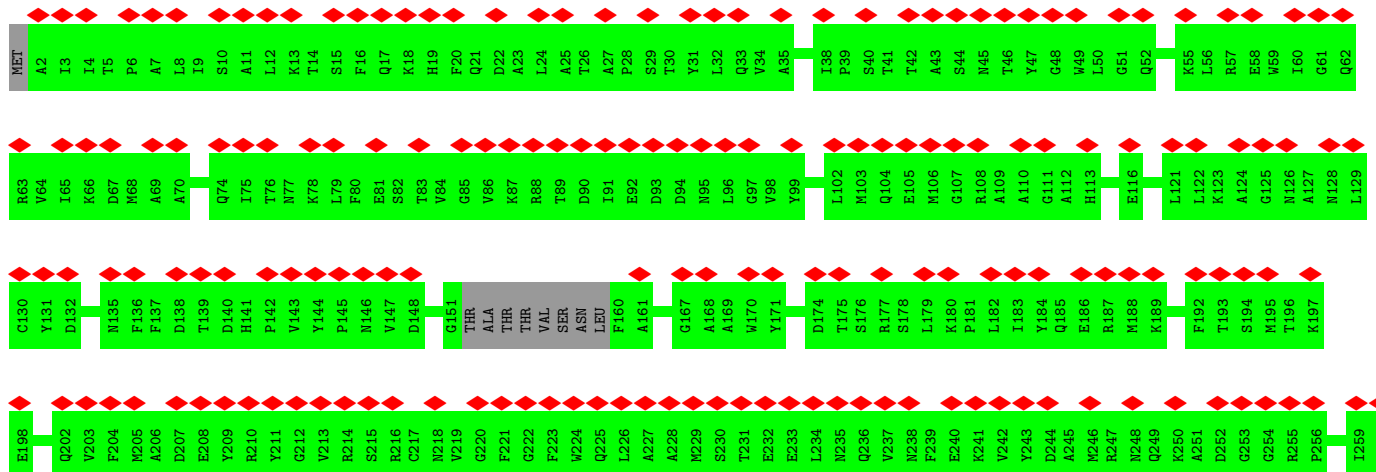 MET A2 I3 I4 T5 P6 A7 L8 I9 S10 A11 L12 K13 T14 S15 F16 Q17 K18 H19 F20 Q21 D22 A23 L24 A25 T26 A27 P28 S29 T30 Y31 L32 Q33 V34 A35 I38 P39 S40 T41 T42 A43 S44 N45 T46 Y47 G48 W49 L50 G51 Q52 K55 L56 R57 E58 W59 I60 G61 Q62
R63 V64 I65 K66 D67 M68 A69 A70 Q74 I75 T76 N77 K78 L79 F80 E81 S82 T83 V84 G85 V86 K87 R88 T89 D90 I91 E92 D93 D94 N95 L96 G97 V98 Y99 L102 M103 Q104 E105 M106 G107 R108 A109 A110 G111 A112 H113 E116 L121 L122 K123 A124 G125 N126 A127 N128 L129
C130 Y131 D132 N135 F136 F137 D138 T139 D140 H141 P142 V143 Y144 P145 N146 V147 D148 G151 THR ALA THR THR VAL SER ASN LEU F160 A161 G167 A168 A169 W170 Y171 D174 T175 S176 R177 S178 L179 K180 P181 L182 I183 Y184 Q185 E186 R187 M188 K189 F192 T193 S194 M195 T196 K197
E198 Q202 V203 F204 M205 A206 D207 E208 Y209 R210 Y211 G212 V213 R214 S215 R216 C217 N218 V219 G220 F221 G222 F223 W224 Q225 L226 A227 A228 M229 S230 T231 E232 E233 L234 N235 Q236 V237 N238 F239 E240 K241 V242 Y243 D244 A245 M246 R247 N248 Q249 K250 A251 D252 G253 G254 R255 P256 I259